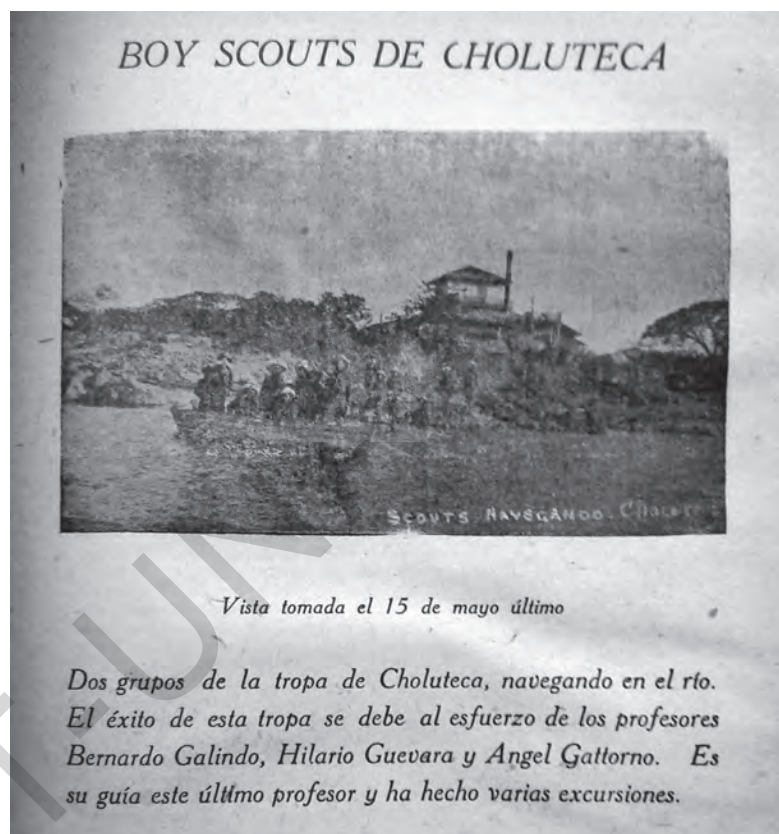 BOY SCOUTS DE CHOLUTECA
SCOUTS NAVEGANDO.
Vista tomada el 15 de mayo último
Dos grupos de la tropa de Choluteca, navegando en el río.
El éxito de esta tropa se debe al esfuerzo de los profesores
Bernardo Galindo, Hilario Guevara y Angel Gattorno. Es
su guía este último profesor y ha hecho varias excursiones.